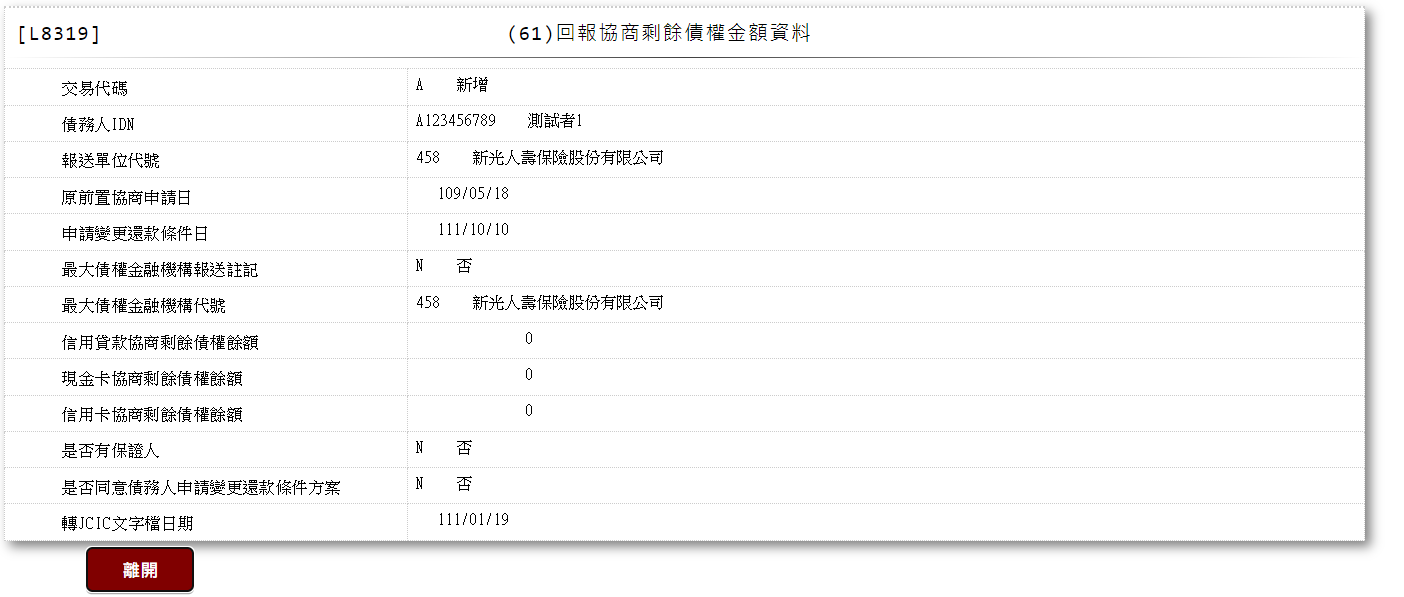 [L8319] (61)回報協商剩餘債權金額資料
交易代碼 A 新增
債務人IDN A123456789 測試者1
報送單位代號 458 新光人壽保險股份有限公司
原前置協商申請日 109/05/18
申請變更還款條件日 111/10/10
最大債權金融機構報送註記 N 否
最大債權金融機構代號 458 新光人壽保險股份有限公司
信用貸款協商剩餘債權餘額 0
現金卡協商剩餘債權餘額 0
信用卡協商剩餘債權餘額 0
是否有保證人 N 否
是否同意債務人申請變更還款條件方案 N 否
轉JCIC文字檔日期 111/01/19
離開